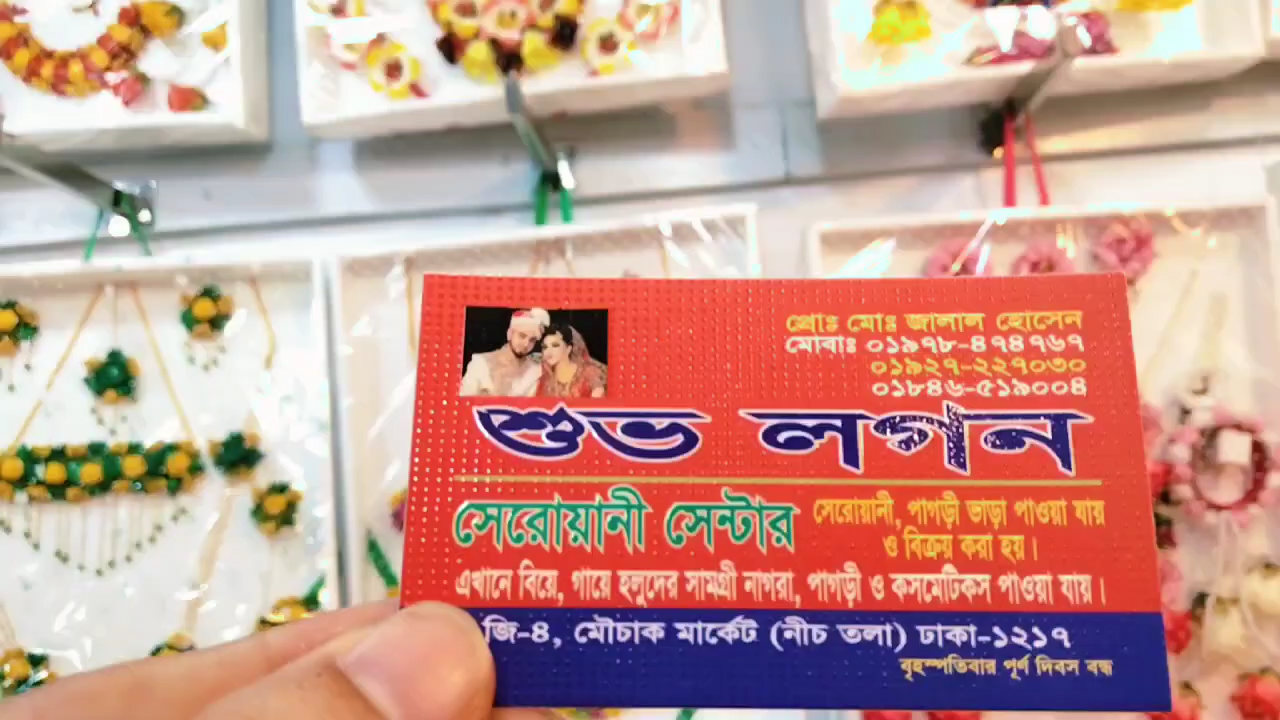 প্রোঃ মোঃ জালাল হোসেন
মোবাঃ ০১৯৭৮-৪৭৪৭৬৭
০১৯২৭-২২৭০৩০
০১৮৪৬-৫১৯০০৪
শুভ লগন
সেরোয়ানী সেন্টার
সেরোয়ানী, পাগড়ী ভাড়া পাওয়া যায়
ও বিক্রয় করা হয়।
এখানে বিয়ে, গায়ে হলুদের সামগ্রী নাগরা, পাগড়ী ও কসমেটিকস পাওয়া যায়।
জি-৪, মৌচাক মার্কেট (নীচ তলা) ঢাকা-১২১৭
বৃহস্পতিবার পূর্ণ দিবস বন্ধ